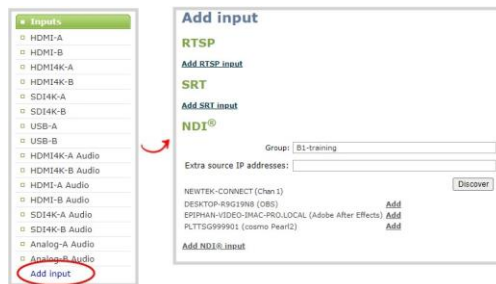 Inputs
HDMI-A
HDMI-B
HDMI4K-A
HDMI4K-B
SDI4K-A
SDI4K-B
USB-A
USB-B
HDMI4K-A Audio
HDMI4K-B Audio
HDMI-A Audio
HDMI-B Audio
SDI4K-A Audio
SDI4K-B Audio
Analog-A Audio
Analog-B Audio
Add input
Add input
RTSP
Add RTSP input
SRT
Add SRT input
NDI®
Group: B1-training
Extra source IP addresses:
Discover
NEWTEK-CONNECT (Chan 1)
DESKTOP-R9G19N8 (OBS) Add
EPIPHAN-VIDEO-IMAC-PRO.LOCAL (Adobe After Effects) Add
PLTTSG999901 (cosmo Pearl2) Add
Add NDI® input